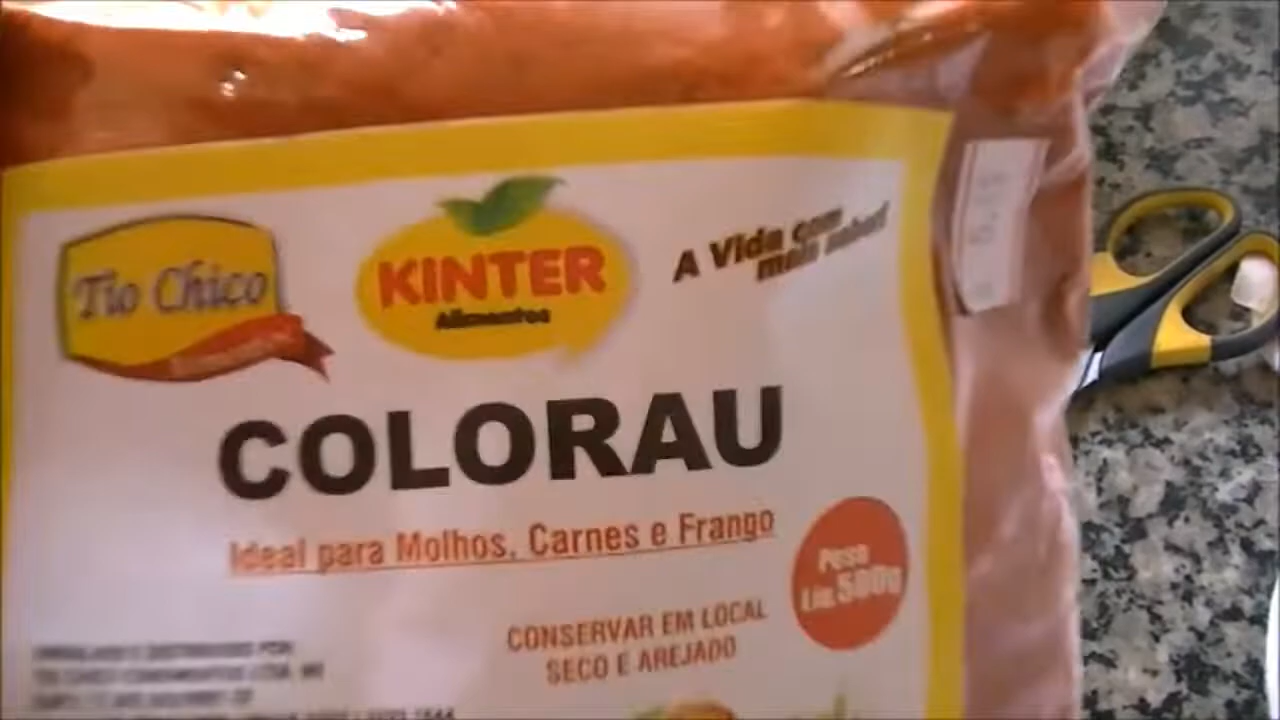 Tio Chico
KINTER
Alimentos
A Vida com
mais sabor!
COLORAU
Ideal para Molhos, Carnes e Frango
Peso
Líq. 500g
CONSERVAR EM LOCAL
SECO E AREJADO